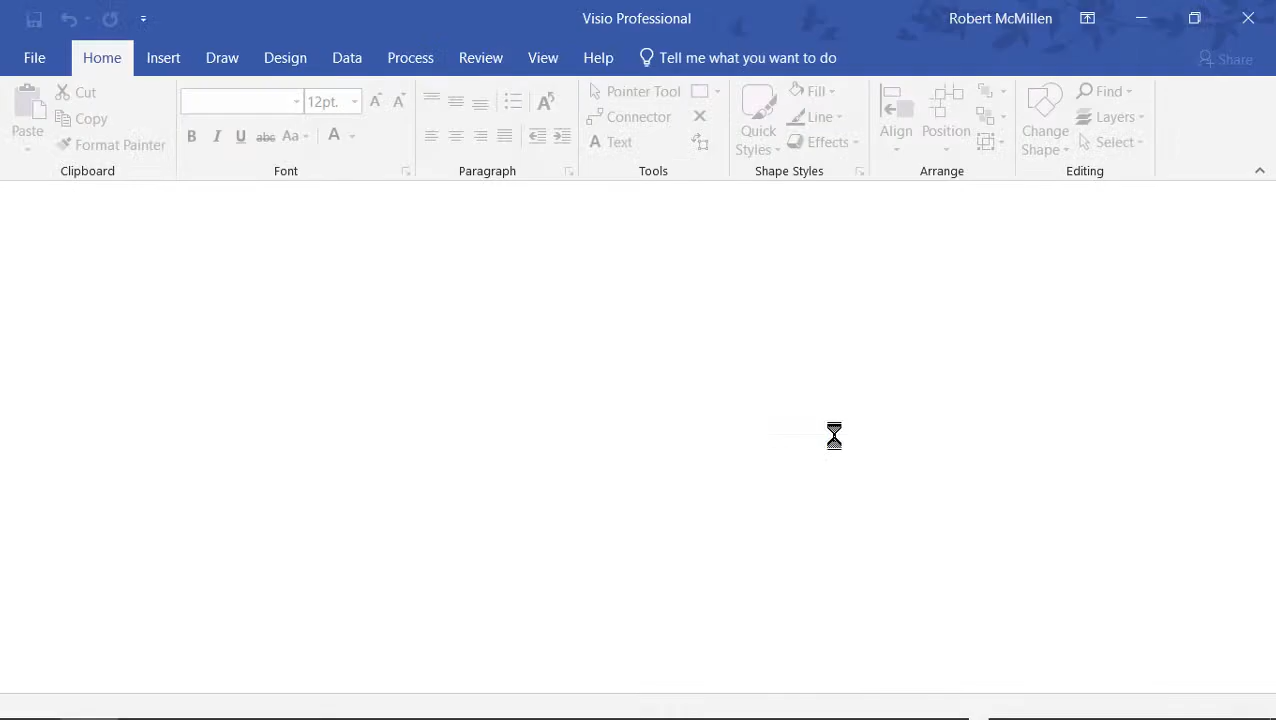 Visio Professional
Robert McMillen
File Home Insert Draw Design Data Process Review View Help Tell me what you want to do Share
Paste
Cut
Copy
Format Painter
Clipboard
12pt. A A
B I U abc Aa A
Font
A
Paragraph
Pointer Tool
Connector
A Text
Tools
Quick
Styles
Fill
Line
Effects
Shape Styles
Align
Position
Arrange
Change
Shape
Find
Layers
Select
Editing